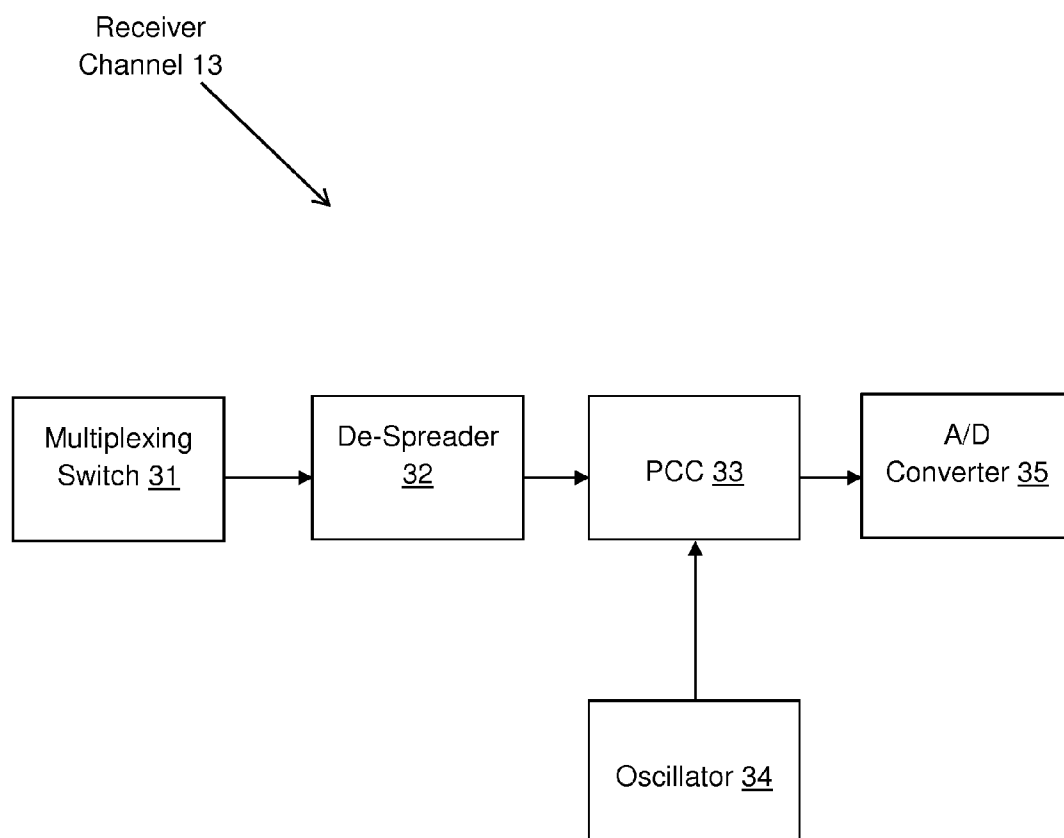 Receiver
Channel 13
Multiplexing
Switch 31
De-Spreader
32
PCC 33
A/D
Converter 35
Oscillator 34